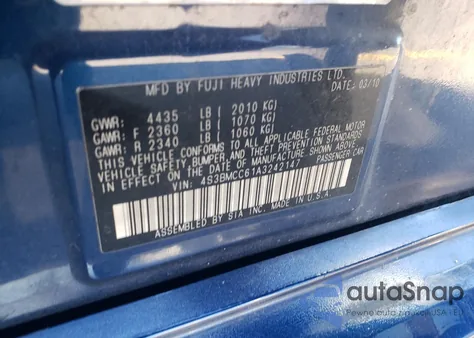 MFD BY FUJI HEAVY INDUSTRIES LTD. DATE: 03/10
GVWR: 4435 LB ( 2010 KG)
GAWR: F 2360 LB ( 1070 KG)
GAWR: R 2340 LB ( 1060 KG)
THIS VEHICLE CONFORMS TO ALL APPLICABLE FEDERAL MOTOR
VEHICLE SAFETY, BUMPER, AND THEFT PREVENTION STANDARDS
IN EFFECT ON THE DATE OF MANUFACTURE SHOWN ABOVE.
VIN: 4S3BMCC61A3242147 PASSENGER CAR
ASSEMBLED BY SIA INC. MADE IN U.S.A.
autoSnap
Pewne auto z